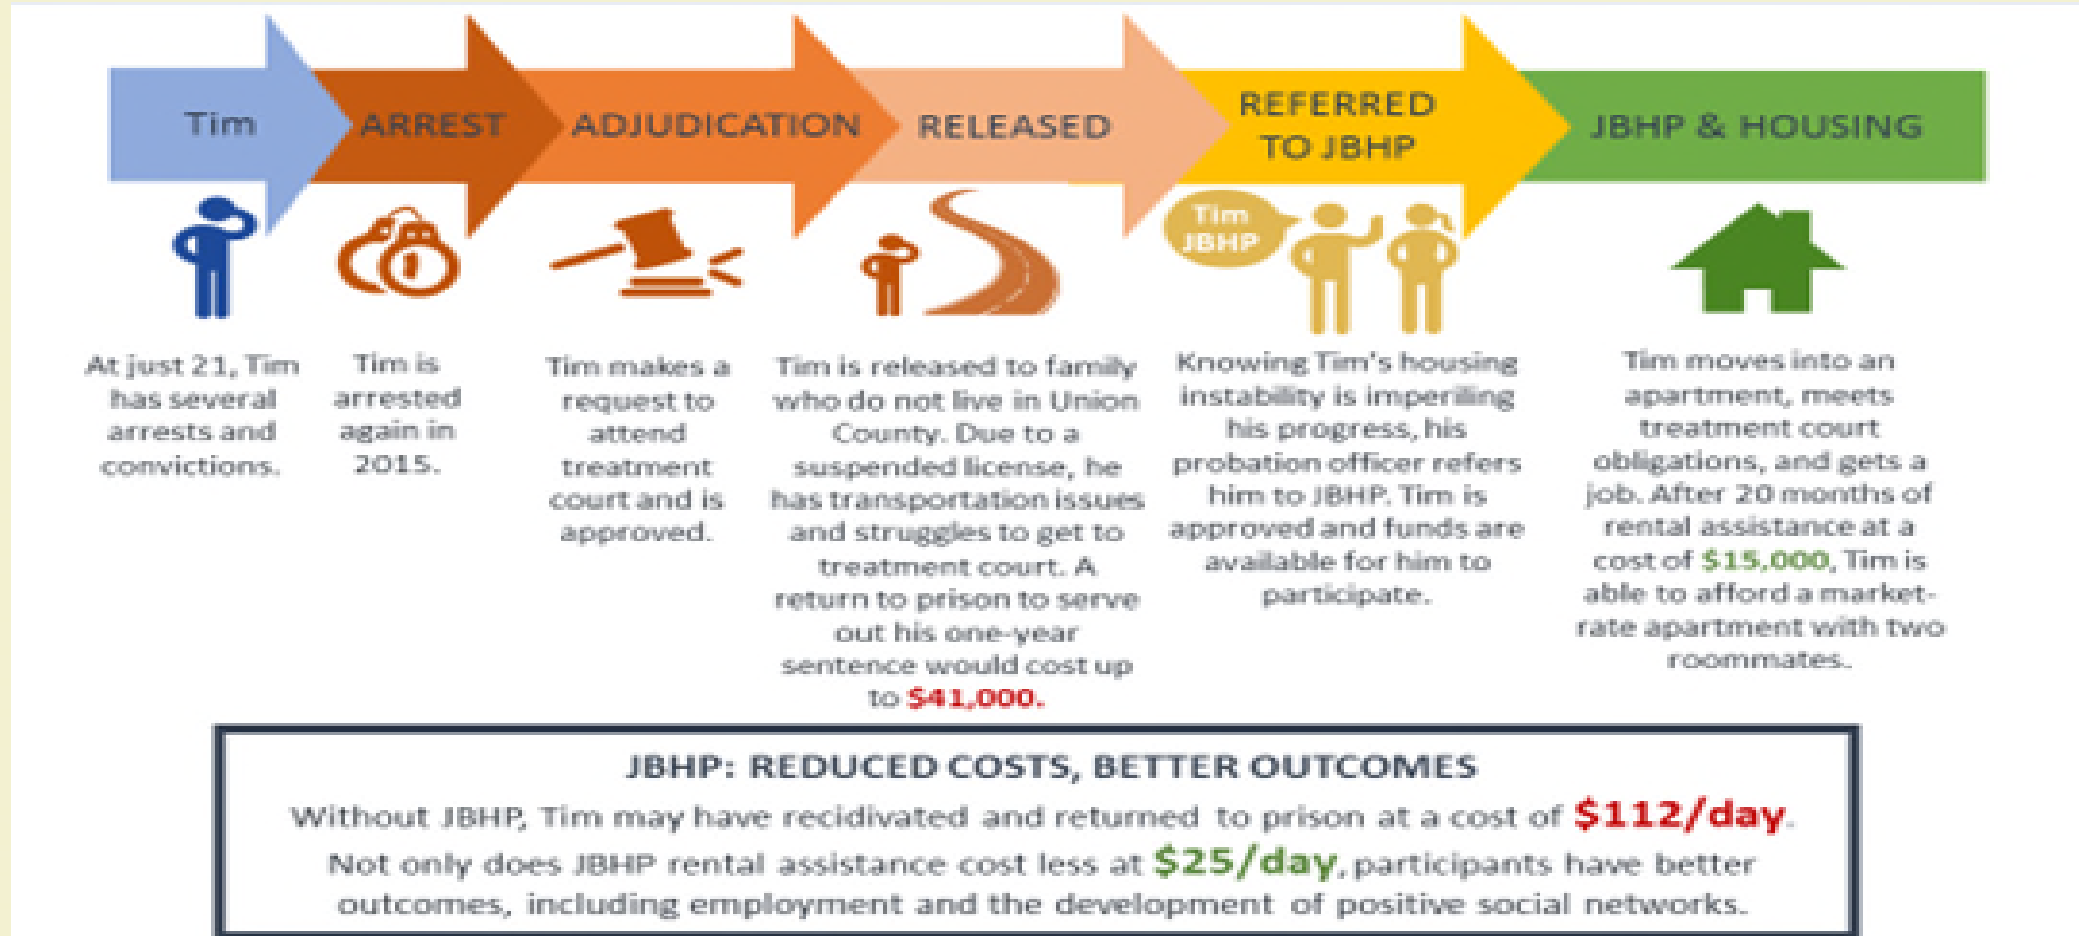 Tim
ARREST
ADJUDICATION
RELEASED
REFERRED
TO JBHP
JBHP & HOUSING
Tim
JBHP
At just 21, Tim
has several
arrests and
convictions.
Tim is
arrested
again in
2015.
Tim makes a
request to
attend
treatment
court and is
approved.
Tim is released to family
who do not live in Union
County. Due to a
suspended license, he
has transportation issues
and struggles to get to
treatment court. A
return to prison to serve
out his one-year
sentence would cost up
to $41,000.
Knowing Tim's housing
instability is imperiling
his progress, his
probation officer refers
him to JBHP. Tim is
approved and funds are
available for him to
participate.
Tim moves into an
apartment, meets
treatment court
obligations, and gets a
job. After 20 months of
rental assistance at a
cost of $15,000, Tim is
able to afford a market-
rate apartment with two
roommates.
JBHP: REDUCED COSTS, BETTER OUTCOMES
Without JBHP, Tim may have recidivated and returned to prison at a cost of $112/day.
Not only does JBHP rental assistance cost less at $25/day, participants have better
outcomes, including employment and the development of positive social networks.